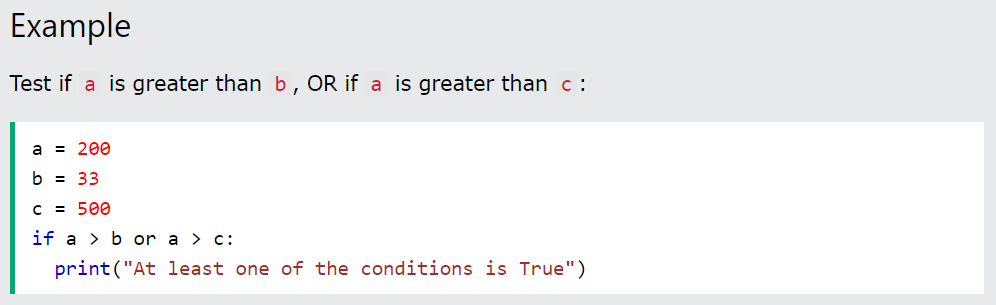 Example
Test if a is greater than b, OR if a is greater than c:
a = 200
b = 33
c = 500
if a > b or a > c:
  print("At least one of the conditions is True")